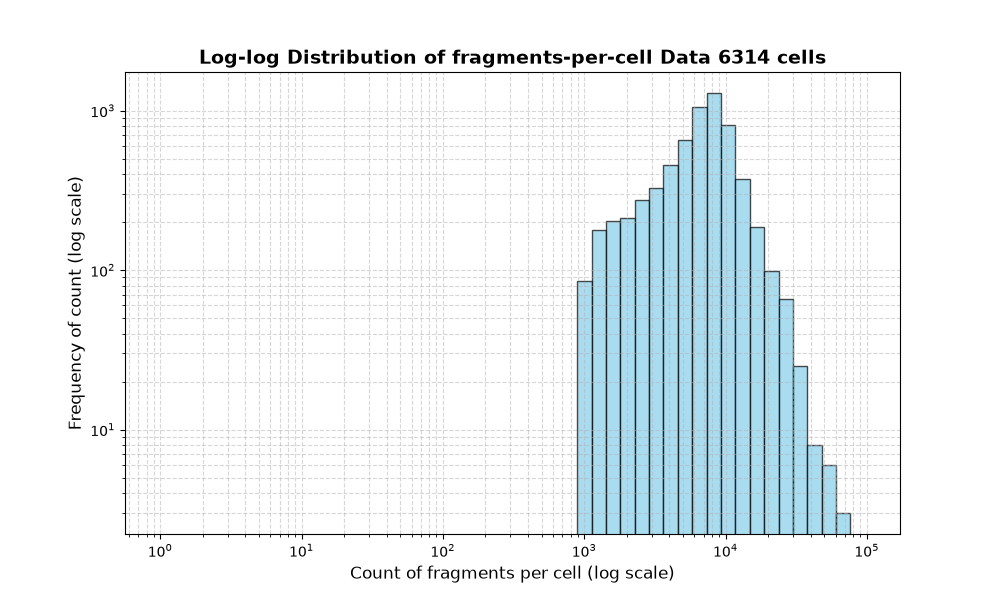 Log-log Distribution of fragments-per-cell Data 6314 cells
Frequency of count (log scale)
10³
10²
10¹
10⁰ 10¹ 10² 10³ 10⁴ 10⁵
Count of fragments per cell (log scale)